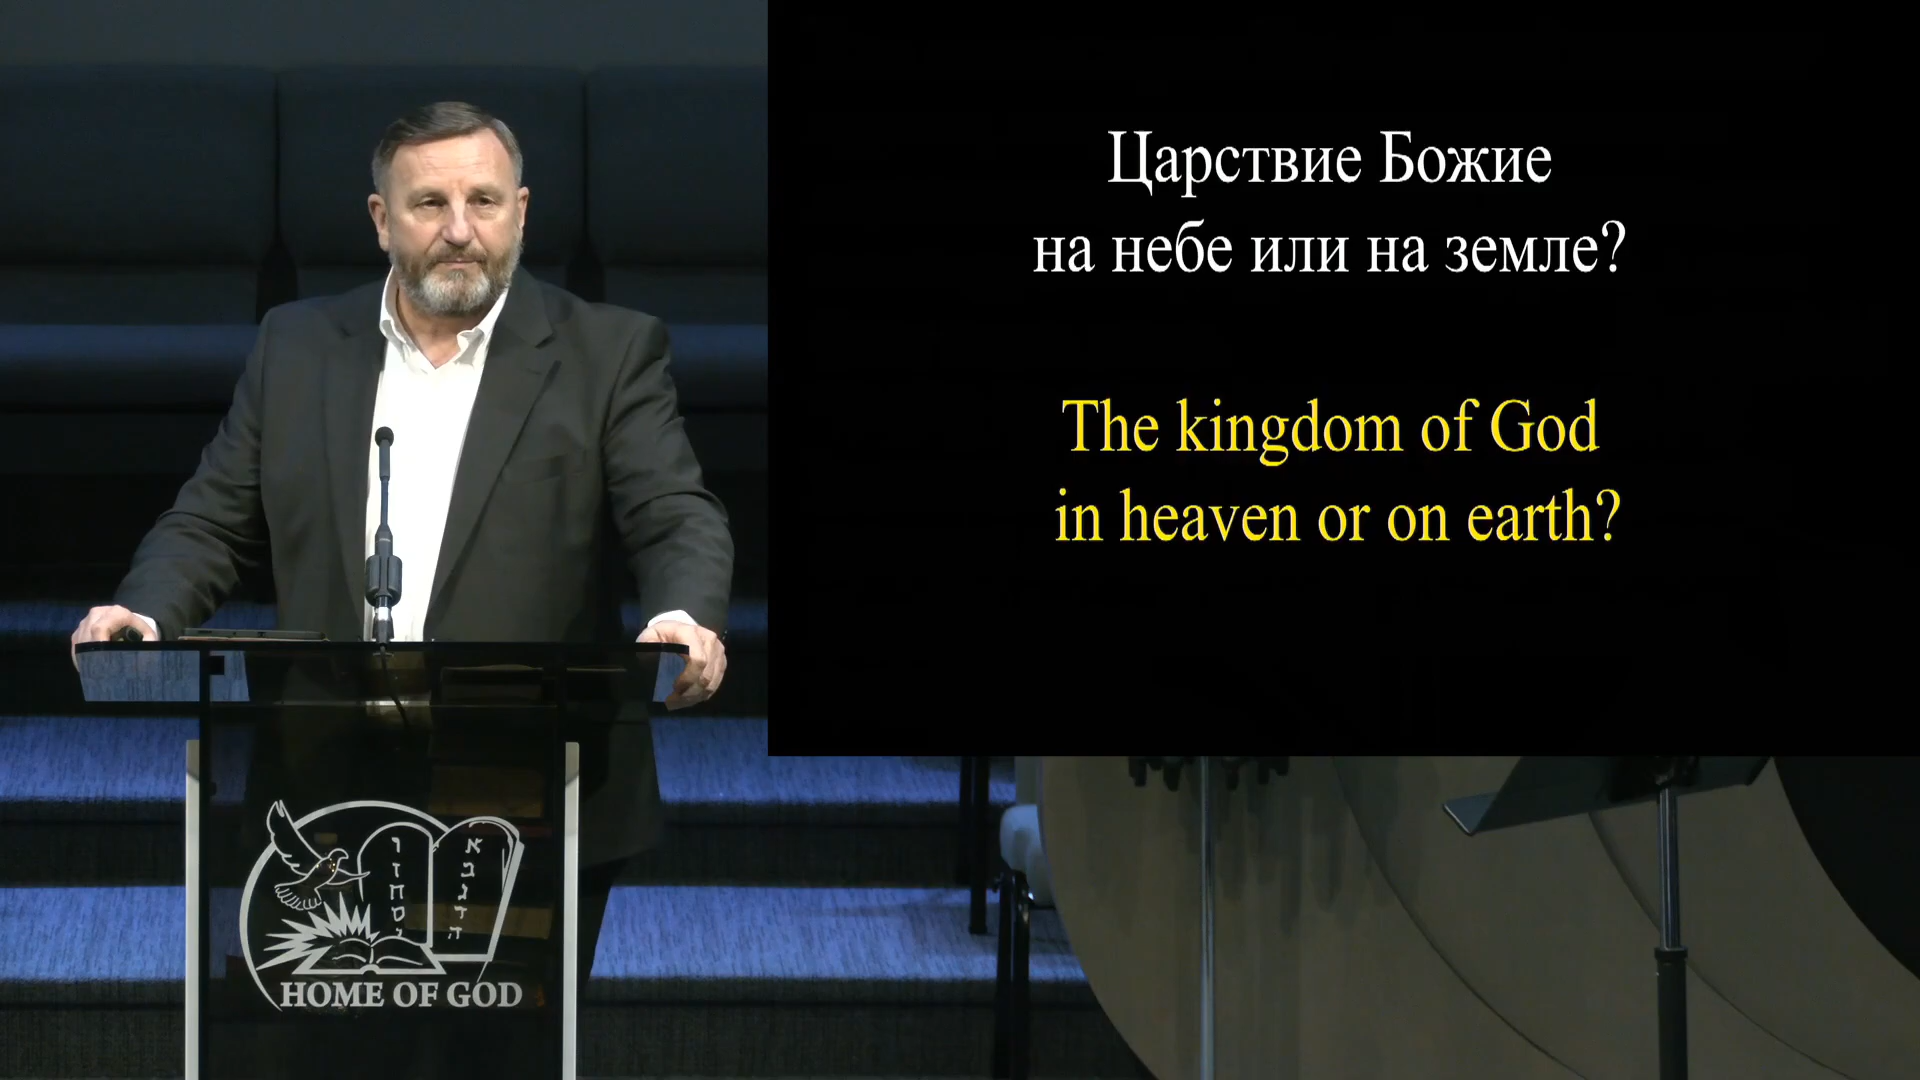 Царствие Божие
на небе или на земле?
The kingdom of God
in heaven or on earth?
ו א
ז ב
ח ג
ט ד
י ה
HOME OF GOD